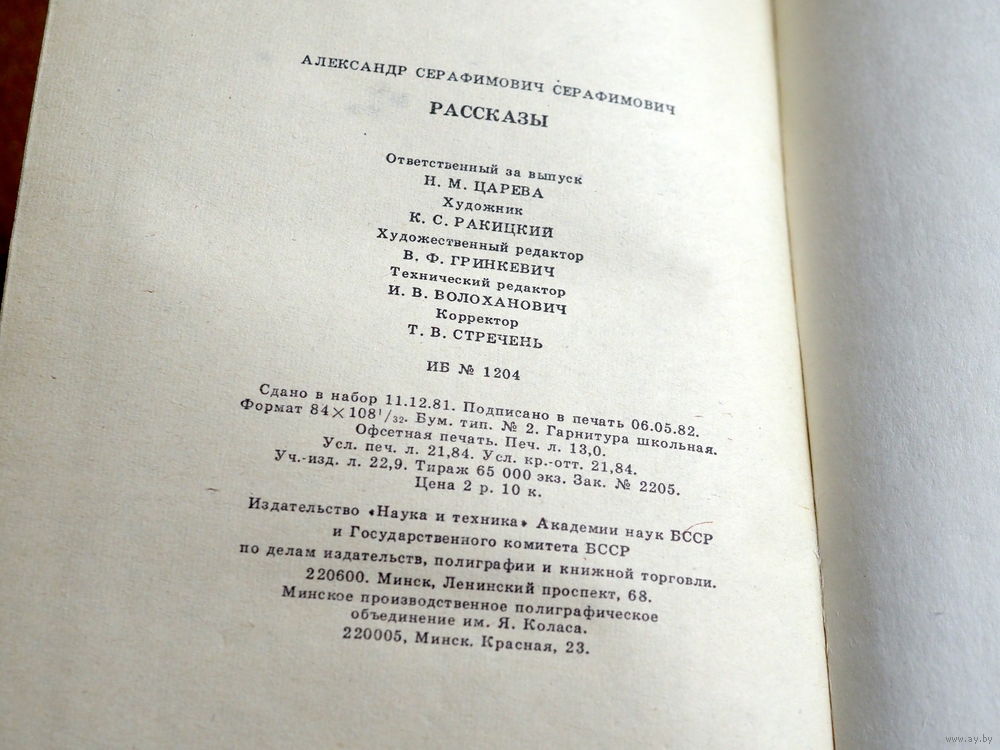 АЛЕКСАНДР СЕРАФИМОВИЧ СЕРАФИМОВИЧ
РАССКАЗЫ
Ответственный за выпуск
Н. М. ЦАРЕВА
Художник
К. С. РАКИЦКИЙ
Художественный редактор
В. Ф. ГРИНКЕВИЧ
Технический редактор
И. В. ВОЛОХАНОВИЧ
Корректор
Т. В. СТРЕЧЕНЬ
ИБ № 1204
Сдано в набор 11.12.81. Подписано в печать 06.05.82.
Формат 84×108¹/₃₂. Бум. тип. № 2. Гарнитура школьная.
Офсетная печать. Печ. л. 13,0.
Усл. печ. л. 21,84. Усл. кр.-отт. 21,84.
Уч.-изд. л. 22,9. Тираж 65 000 экз. Зак. № 2205.
Цена 2 р. 10 к.
Издательство «Наука и техника» Академии наук БССР
и Государственного комитета БССР
по делам издательств, полиграфии и книжной торговли.
220600. Минск, Ленинский проспект, 68.
Минское производственное полиграфическое
объединение им. Я. Коласа.
220005, Минск. Красная, 23.
www.ay.by